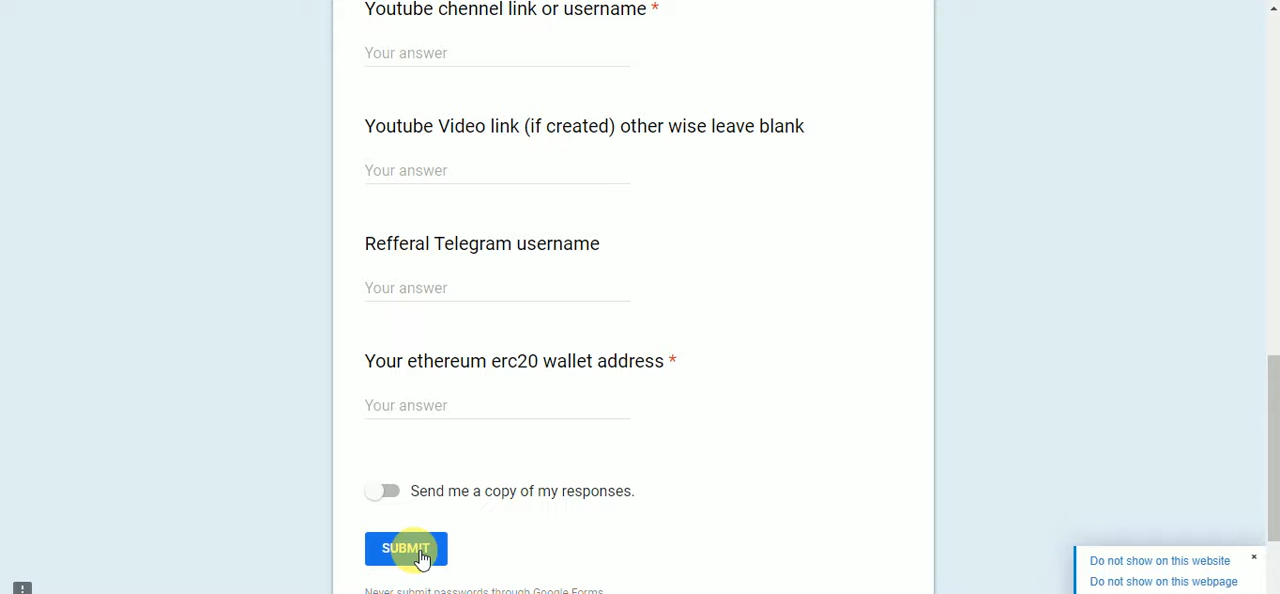 Youtube chennel link or username *
Your answer
Youtube Video link (if created) other wise leave blank
Your answer
Refferal Telegram username
Your answer
Your ethereum erc20 wallet address *
Your answer
Send me a copy of my responses.
SUBMIT
Never submit passwords through Google Forms.
Do not show on this website
×
Do not show on this webpage